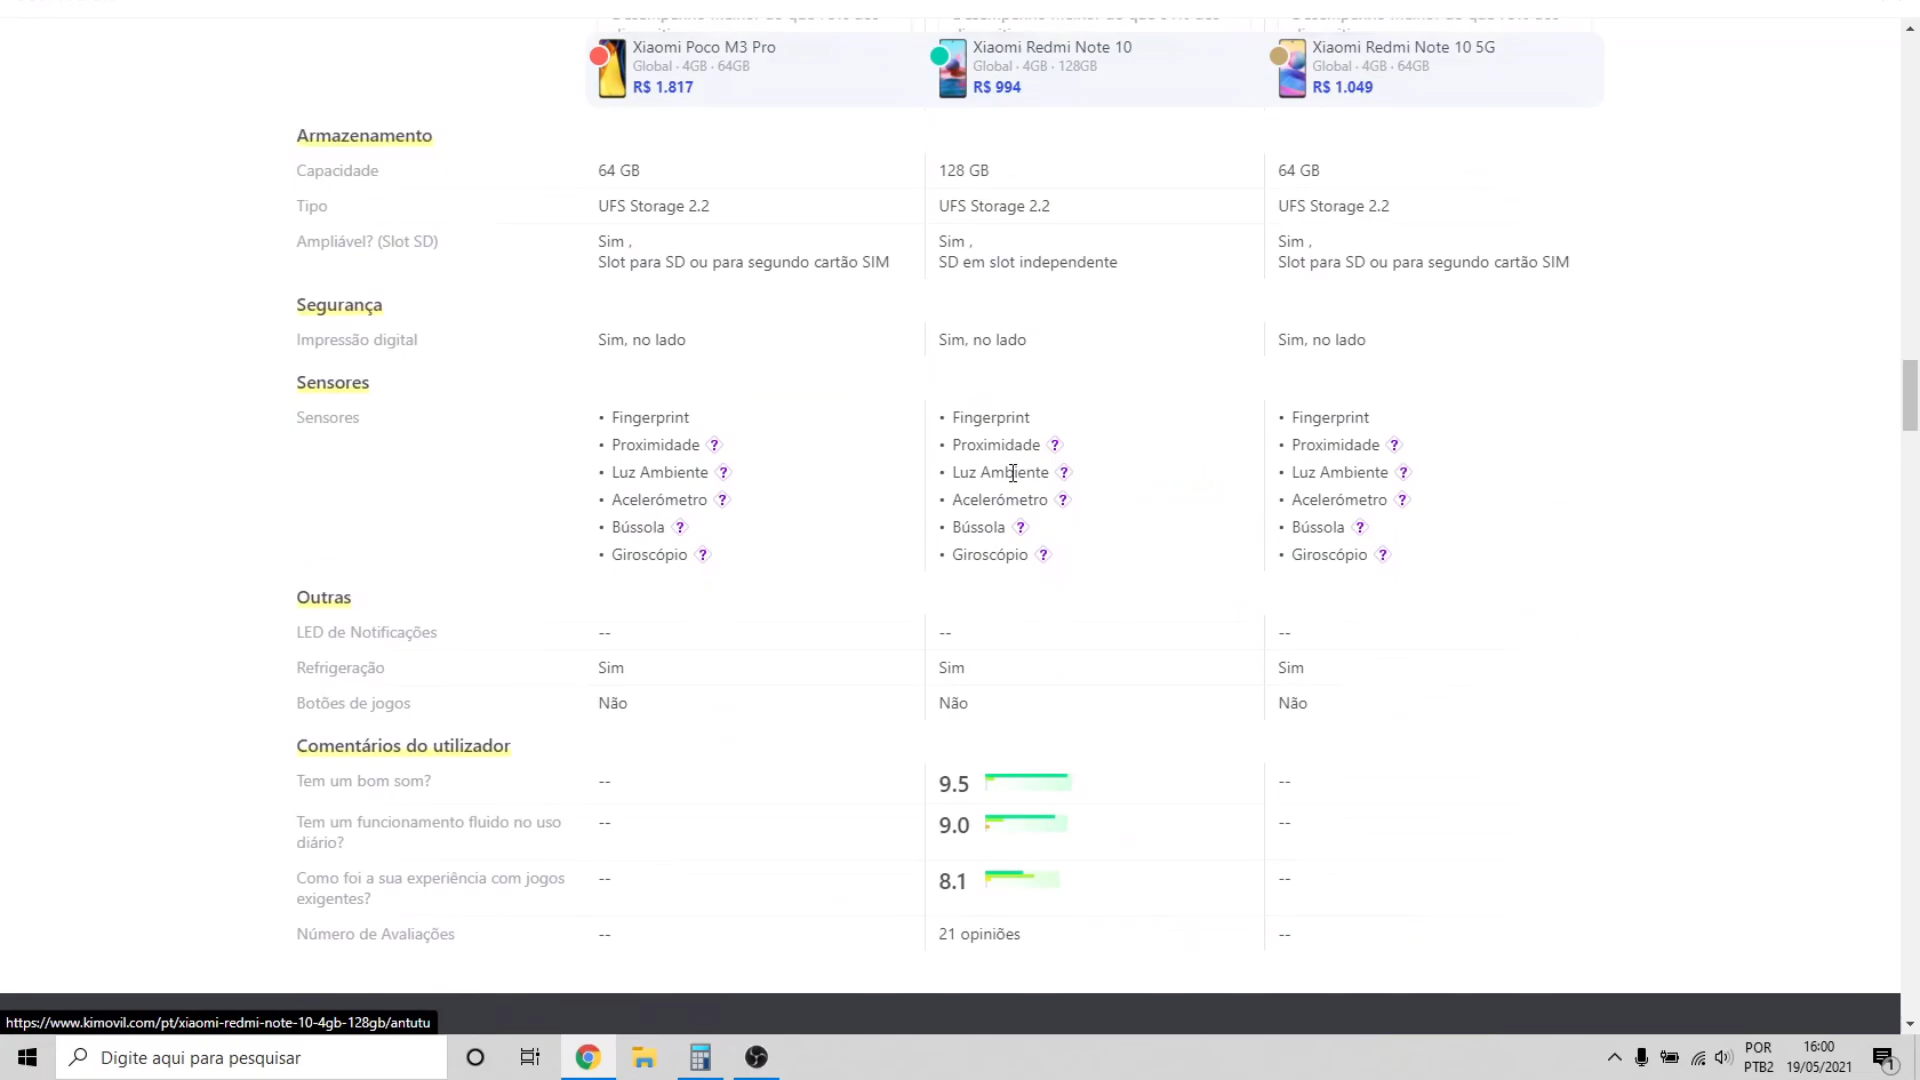 Xiaomi Poco M3 Pro
Global · 4GB · 64GB
R$ 1.817
Xiaomi Redmi Note 10
Global · 4GB · 128GB
R$ 994
Xiaomi Redmi Note 10 5G
Global · 4GB · 64GB
R$ 1.049
Armazenamento
Capacidade 64 GB 128 GB 64 GB
Tipo UFS Storage 2.2 UFS Storage 2.2 UFS Storage 2.2
Ampliável? (Slot SD) Sim , Sim , Sim ,
Slot para SD ou para segundo cartão SIM SD em slot independente Slot para SD ou para segundo cartão SIM
Segurança
Impressão digital Sim, no lado Sim, no lado Sim, no lado
Sensores
Sensores • Fingerprint • Fingerprint • Fingerprint
• Proximidade ? • Proximidade ? • Proximidade ?
• Luz Ambiente ? • Luz Ambiente ? • Luz Ambiente ?
• Acelerómetro ? • Acelerómetro ? • Acelerómetro ?
• Bússola ? • Bússola ? • Bússola ?
• Giroscópio ? • Giroscópio ? • Giroscópio ?
Outras
LED de Notificações -- -- --
Refrigeração Sim Sim Sim
Botões de jogos Não Não Não
Comentários do utilizador
Tem um bom som? -- 9.5 --
Tem um funcionamento fluido no uso -- 9.0 --
diário?
Como foi a sua experiência com jogos -- 8.1 --
exigentes?
Número de Avaliações -- 21 opiniões --
https://www.kimovil.com/pt/xiaomi-redmi-note-10-4gb-128gb/antutu
Digite aqui para pesquisar
POR
PTB2
16:00
19/05/2021
1